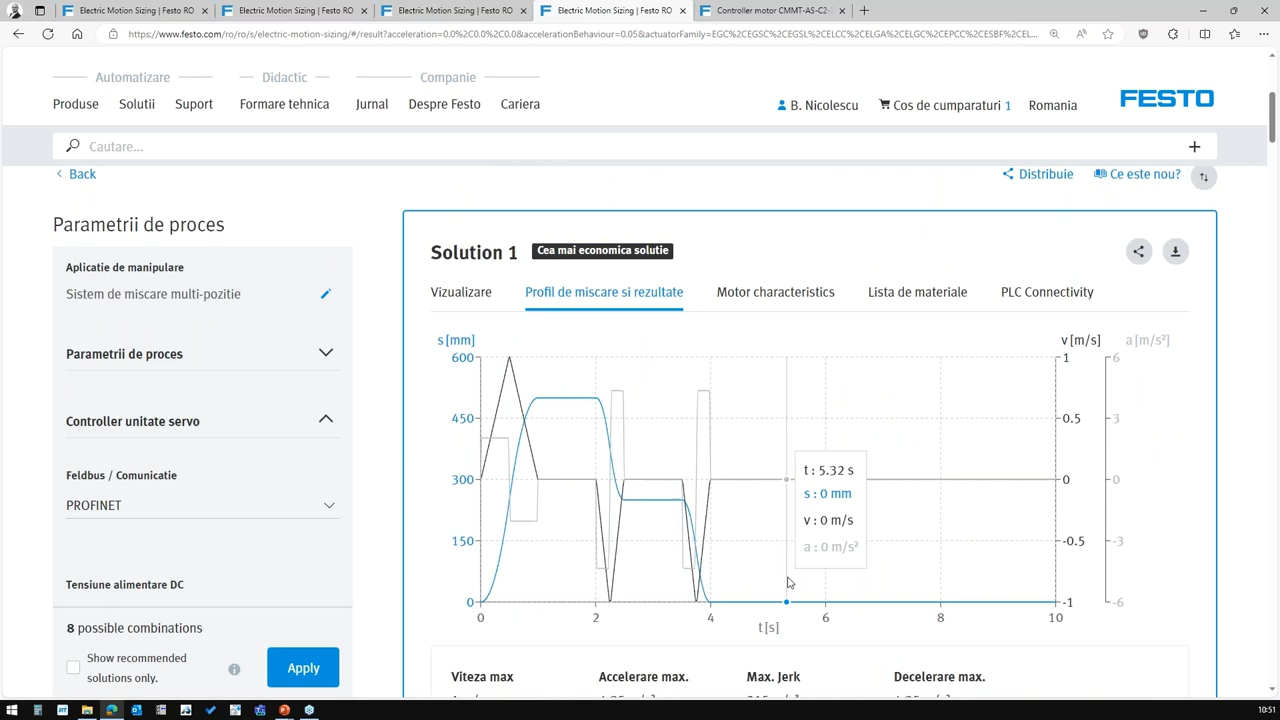 Electric Motion Sizing | Festo RO
Electric Motion Sizing | Festo RO
Electric Motion Sizing | Festo RO
Electric Motion Sizing | Festo RO
Controller motor CMMT-AS-C2-
https://www.festo.com/ro/ro/s/electric-motion-sizing/#/result?acceleration=0.0%2C0.0%2C0.0&accelerationBehaviour=0.05&actuatorFamily=EGC%2CEGSC%2CEGSL%2CELCC%2CELGA%2CELGC%2CEPCC%2CESBF%2CEL...
Automatizare
Didactic
Companie
Produse
Solutii
Suport
Formare tehnica
Jurnal
Despre Festo
Cariera
B. Nicolescu
Cos de cumparaturi 1
Romania
FESTO
Cautare...
Back
Distribuie
Ce este nou?
Parametrii de proces
Aplicatie de manipulare
Sistem de miscare multi-pozitie
Parametrii de proces
Controller unitate servo
Feldbus / Comunicatie
PROFINET
Tensiune alimentare DC
8 possible combinations
Show recommended
solutions only.
Apply
Solution 1
Cea mai economica solutie
Vizualizare
Profil de miscare si rezultate
Motor characteristics
Lista de materiale
PLC Connectivity
s [mm]
v [m/s]
a [m/s²]
600
1
6
450
0.5
3
300
0
0
150
-0.5
-3
0
-1
-6
0
2
4
6
8
10
t [s]
t : 5.32 s
s : 0 mm
v : 0 m/s
a : 0 m/s²
Viteza max
Accelerare max.
Max. Jerk
Decelerare max.
10:51